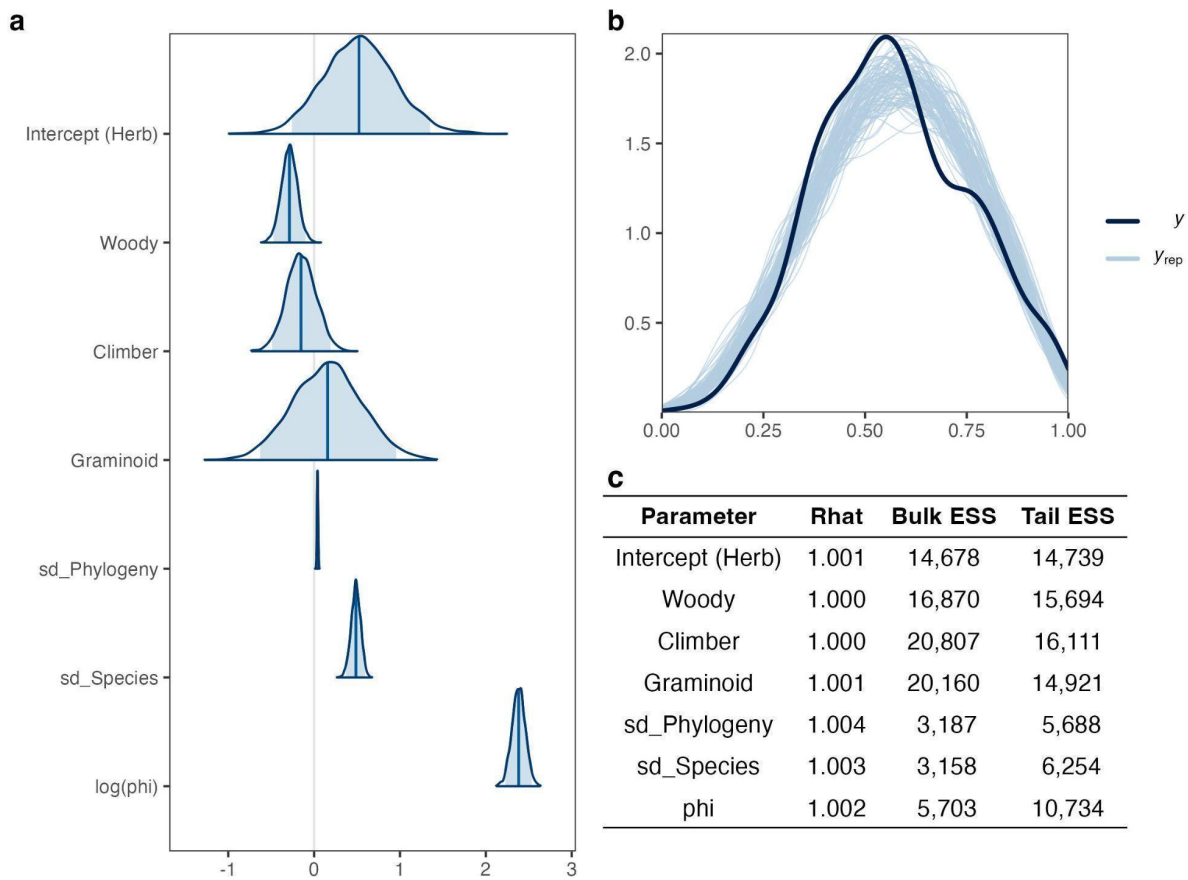 a
Intercept (Herb)
Woody
Climber
Graminoid
sd_Phylogeny
sd_Species
log(phi)
-1 0 1 2 3
b
2.0
1.5
1.0
0.5
0.00 0.25 0.50 0.75 1.00
y
yrep
c
Parameter Rhat Bulk ESS Tail ESS
Intercept (Herb) 1.001 14,678 14,739
Woody 1.000 16,870 15,694
Climber 1.000 20,807 16,111
Graminoid 1.001 20,160 14,921
sd_Phylogeny 1.004 3,187 5,688
sd_Species 1.003 3,158 6,254
phi 1.002 5,703 10,734